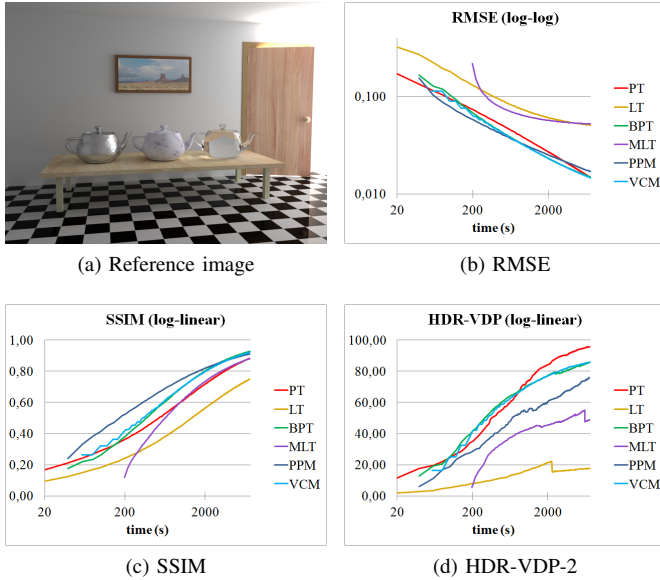 RMSE (log-log)
0,100
0,010
20
200
2000
time (s)
PT
LT
BPT
MLT
PPM
VCM
(a) Reference image
(b) RMSE
SSIM (log-linear)
1,00
0,80
0,60
0,40
0,20
0,00
20
200
2000
time (s)
PT
LT
BPT
MLT
PPM
VCM
HDR-VDP (log-linear)
100,00
80,00
60,00
40,00
20,00
0,00
20
200
2000
time (s)
PT
LT
BPT
MLT
PPM
VCM
(c) SSIM
(d) HDR-VDP-2